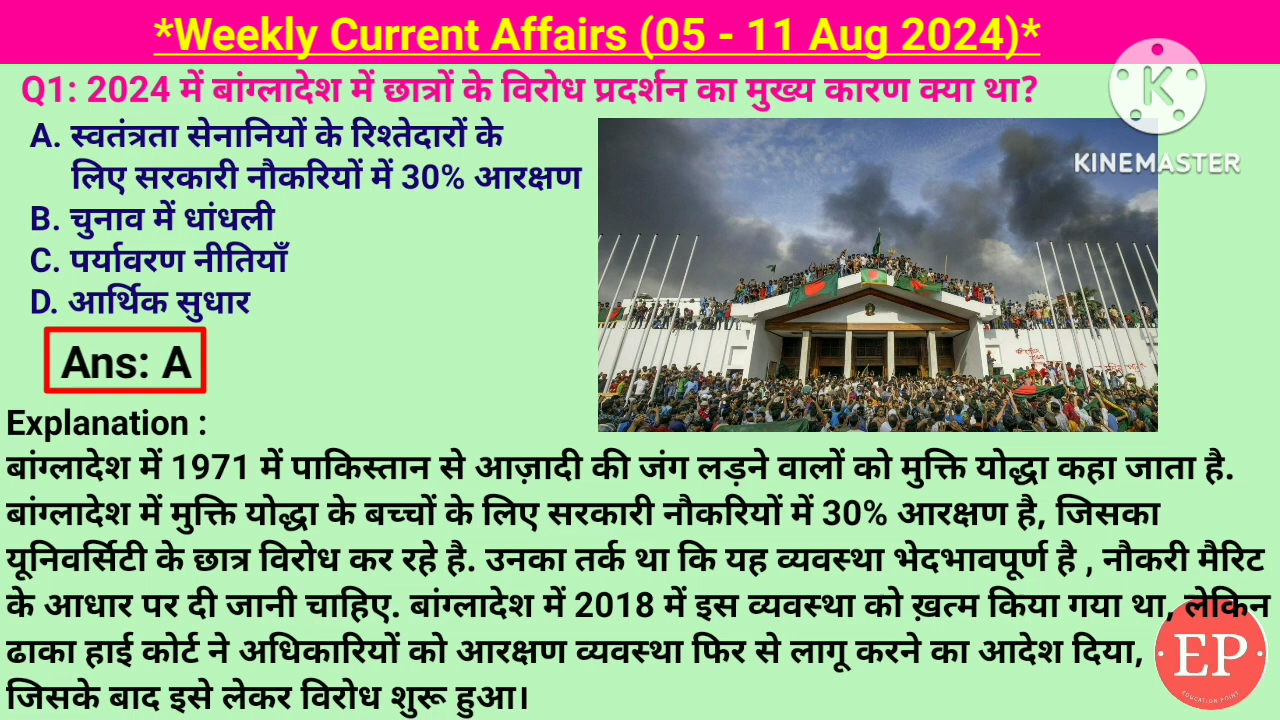 *Weekly Current Affairs (05 - 11 Aug 2024)*
Q1: 2024 में बांग्लादेश में छात्रों के विरोध प्रदर्शन का मुख्य कारण क्या था?
A. स्वतंत्रता सेनानियों के रिश्तेदारों के
लिए सरकारी नौकरियों में 30% आरक्षण
B. चुनाव में धांधली
C. पर्यावरण नीतियाँ
D. आर्थिक सुधार
Ans: A
K
KINEMASTER
Explanation :
बांग्लादेश में 1971 में पाकिस्तान से आज़ादी की जंग लड़ने वालों को मुक्ति योद्धा कहा जाता है.
बांग्लादेश में मुक्ति योद्धा के बच्चों के लिए सरकारी नौकरियों में 30% आरक्षण है, जिसका
यूनिवर्सिटी के छात्र विरोध कर रहे है. उनका तर्क था कि यह व्यवस्था भेदभावपूर्ण है , नौकरी मैरिट
के आधार पर दी जानी चाहिए. बांग्लादेश में 2018 में इस व्यवस्था को ख़त्म किया गया था, लेकिन
ढाका हाई कोर्ट ने अधिकारियों को आरक्षण व्यवस्था फिर से लागू करने का आदेश दिया,
जिसके बाद इसे लेकर विरोध शुरू हुआ।
EP
EDUCATION POINT